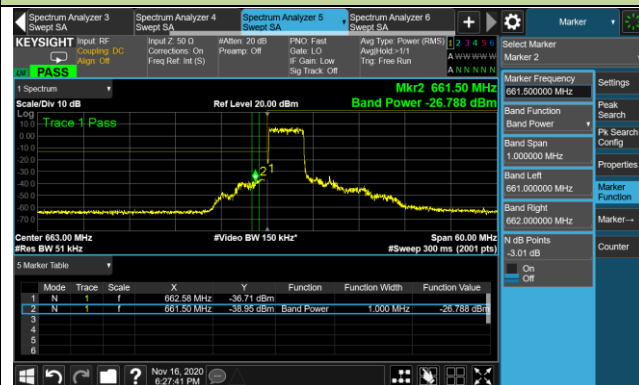 Spectrum Analyzer 3
Swept SA
Spectrum Analyzer 4
Swept SA
Spectrum Analyzer 5
Swept SA
Spectrum Analyzer 6
Swept SA
Marker
KEYSIGHT
Input: RF
Coupling: DC
Align: Off
Input Z: 50 Ω
Corrections: On
Freq Ref: Int (S)
#Atten: 20 dB
Preamp: Off
PNO: Fast
Gate: LO
IF Gain: Low
Sig Track: Off
Avg Type: Power (RMS)
Avg|Hold:>1/1
Trig: Free Run
1 2 3 4 5 6
A W W W W W
A N N N N N
LNI PASS
Select Marker
Marker 2
1 Spectrum
Scale/Div 10 dB
Ref Level 20.00 dBm
Mkr2 661.50 MHz
Band Power -26.788 dBm
Log
Trace 1 Pass
10.0
0.00
-10.0
-20.0
-30.0
-40.0
-50.0
-60.0
-70.0
2 1
Center 663.00 MHz
#Res BW 51 kHz
#Video BW 150 kHz*
Span 60.00 MHz
#Sweep 300 ms (2001 pts)
5 Marker Table
Mode Trace Scale X Y Function Function Width Function Value
1 N 1 f 662.58 MHz -36.71 dBm
2 N 1 f 661.50 MHz -38.95 dBm Band Power 1.000 MHz -26.788 dBm
3
4
5
6
Marker Frequency
661.500000 MHz
Band Function
Band Power
Band Span
1.000000 MHz
Band Left
661.000000 MHz
Band Right
662.000000 MHz
N dB Points
-3.01 dB
On
Off
Settings
Peak
Search
Pk Search
Config
Properties
Marker
Function
Marker→
Counter
Nov 16, 2020
6:27:41 PM